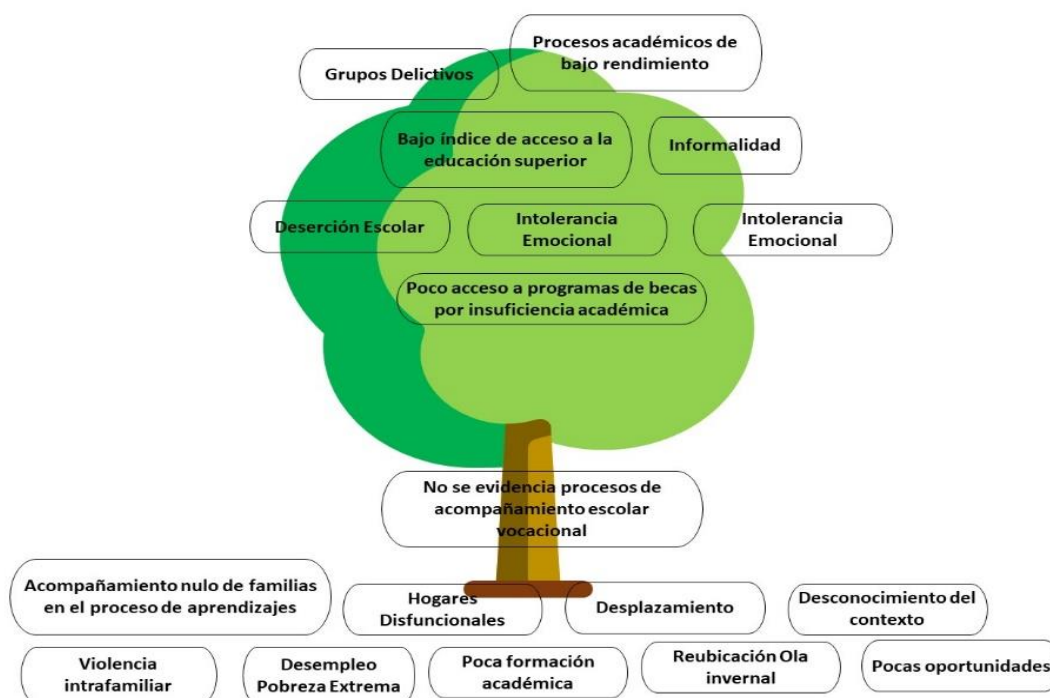 Procesos académicos de
bajo rendimiento
Grupos Delictivos
Bajo índice de acceso a la
educación superior
Informalidad
Deserción Escolar
Intolerancia
Emocional
Intolerancia
Emocional
Poco acceso a programas de becas
por insuficiencia académica
No se evidencia procesos de
acompañamiento escolar
vocacional
Acompañamiento nulo de familias
en el proceso de aprendizajes
Hogares
Disfuncionales
Desplazamiento
Desconocimiento del
contexto
Violencia
intrafamiliar
Desempleo
Pobreza Extrema
Poca formación
académica
Reubicación Ola
invernal
Pocas oportunidades